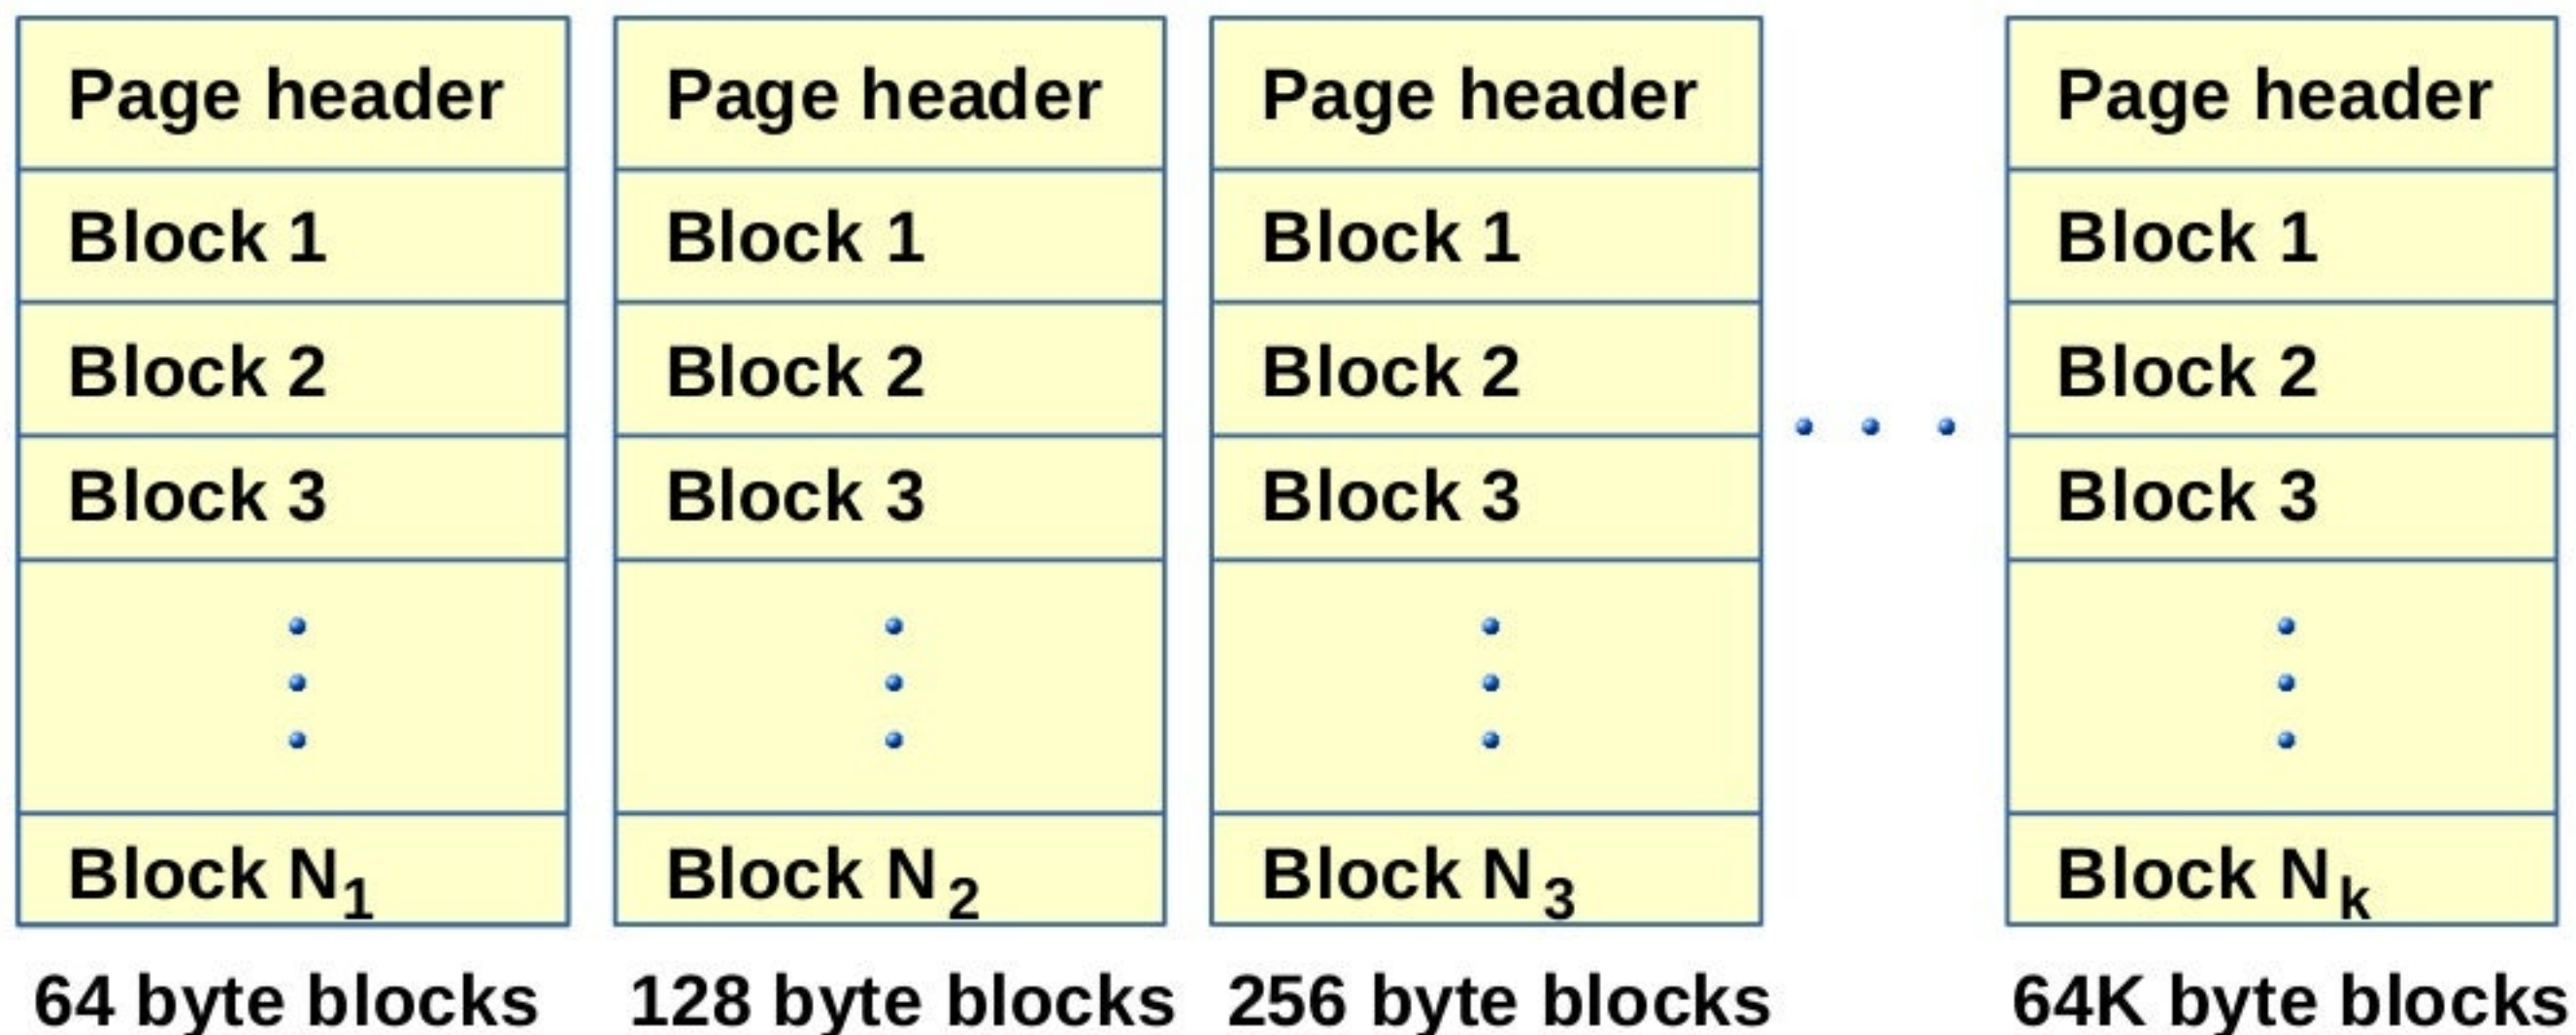 Page header
Block 1
Block 2
Block 3
Block N1
64 byte blocks
Page header
Block 1
Block 2
Block 3
Block N2
128 byte blocks
Page header
Block 1
Block 2
Block 3
Block N3
256 byte blocks
Page header
Block 1
Block 2
Block 3
Block Nk
64K byte blocks